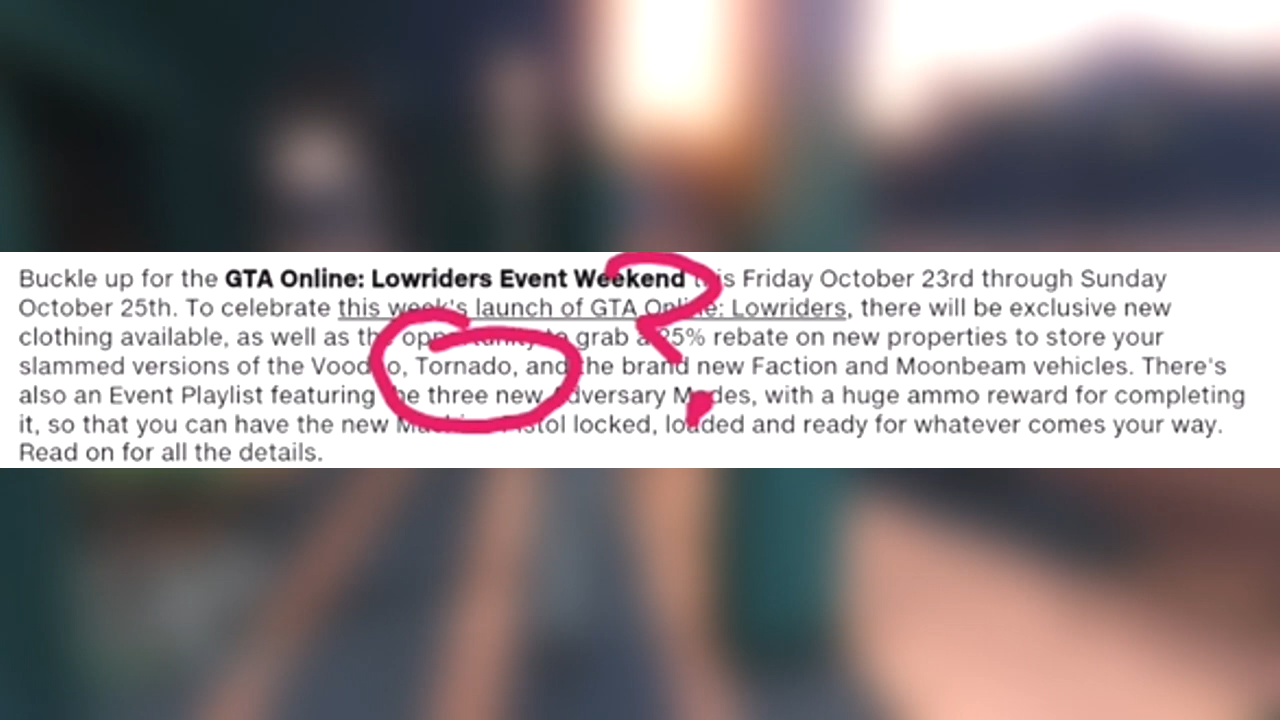 Buckle up for the GTA Online: Lowriders Event Weekend this Friday October 23rd through Sunday
October 25th. To celebrate this week's launch of GTA Online: Lowriders, there will be exclusive new
clothing available, as well as the opportunity to grab a 25% rebate on new properties to store your
slammed versions of the Voodoo, Tornado, and the brand new Faction and Moonbeam vehicles. There's
also an Event Playlist featuring the three new Adversary Modes, with a huge ammo reward for completing
it, so that you can have the new Machine Pistol locked, loaded and ready for whatever comes your way.
Read on for all the details.
?